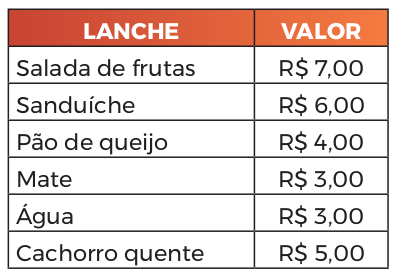 LANCHE VALOR
Salada de frutas R$ 7,00
Sanduíche R$ 6,00
Pão de queijo R$ 4,00
Mate R$ 3,00
Água R$ 3,00
Cachorro quente R$ 5,00